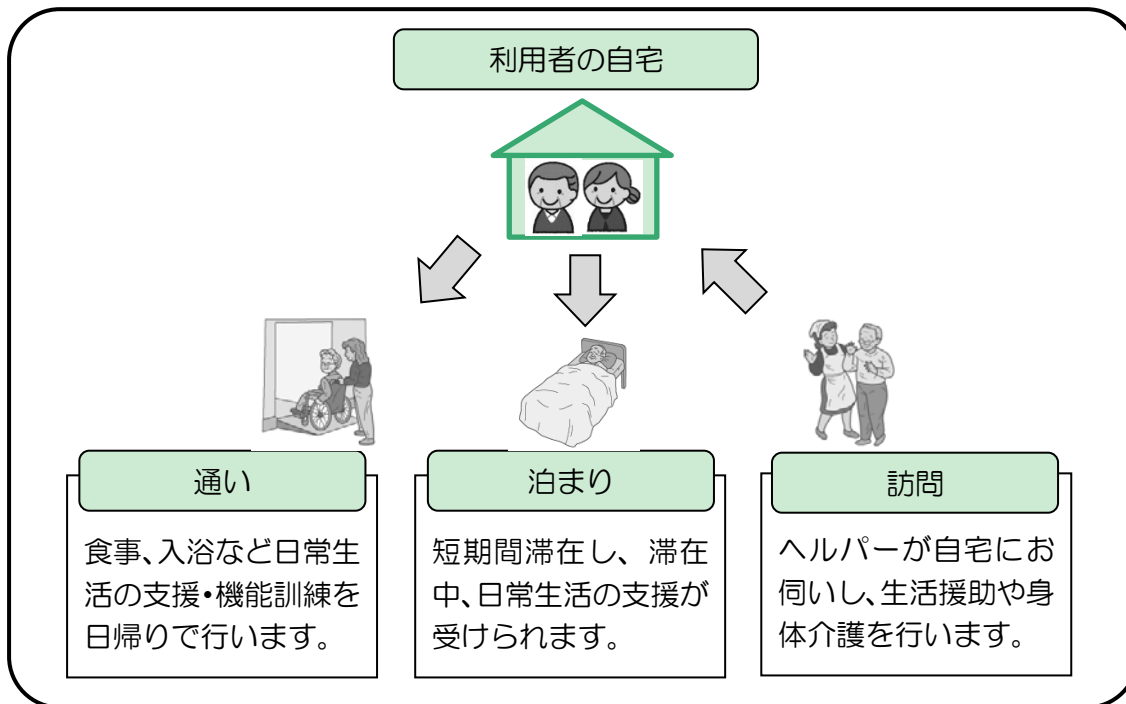 利用者の自宅
通い
食事、入浴など日常生
活の支援・機能訓練を
日帰りで行います。
泊まり
短期間滞在し、滞在
中、日常生活の支援が
受けられます。
訪問
ヘルパーが自宅にお
伺いし、生活援助や身
体介護を行います。